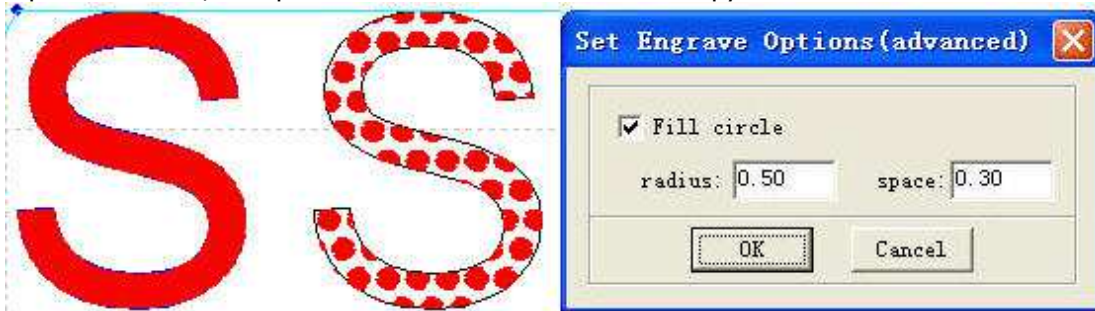 S S
Set Engrave Options(advanced)
Fill circle
radius: 0.50 space: 0.30
OK Cancel